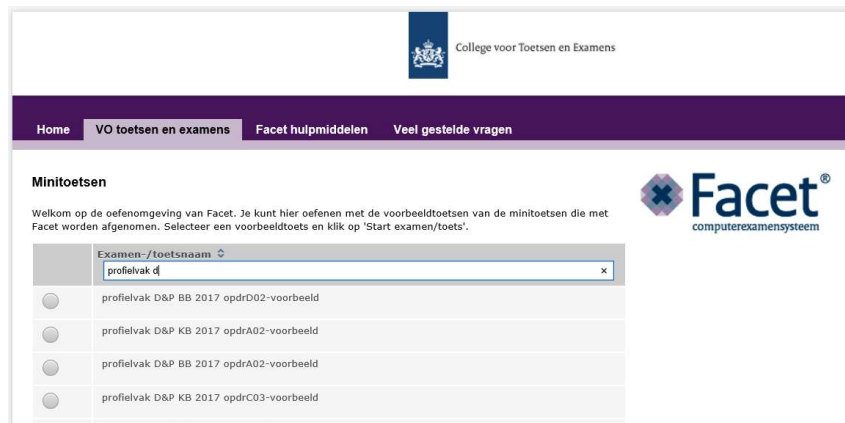 College voor Toetsen en Examens
Home VO toetsen en examens Facet hulpmiddelen Veel gestelde vragen
Minitoetsen
Facet®
computerexamensysteem
Welkom op de oefenomgeving van Facet. Je kunt hier oefenen met de voorbeeldtoetsen van de minitoetsen die met
Facet worden afgenomen. Selecteer een voorbeeldtoets en klik op 'Start examen/toets'.
Examen-/toetsnaam
profielvak d ×
profielvak D&P BB 2017 opdrD02-voorbeeld
profielvak D&P KB 2017 opdrA02-voorbeeld
profielvak D&P BB 2017 opdrA02-voorbeeld
profielvak D&P KB 2017 opdrC03-voorbeeld